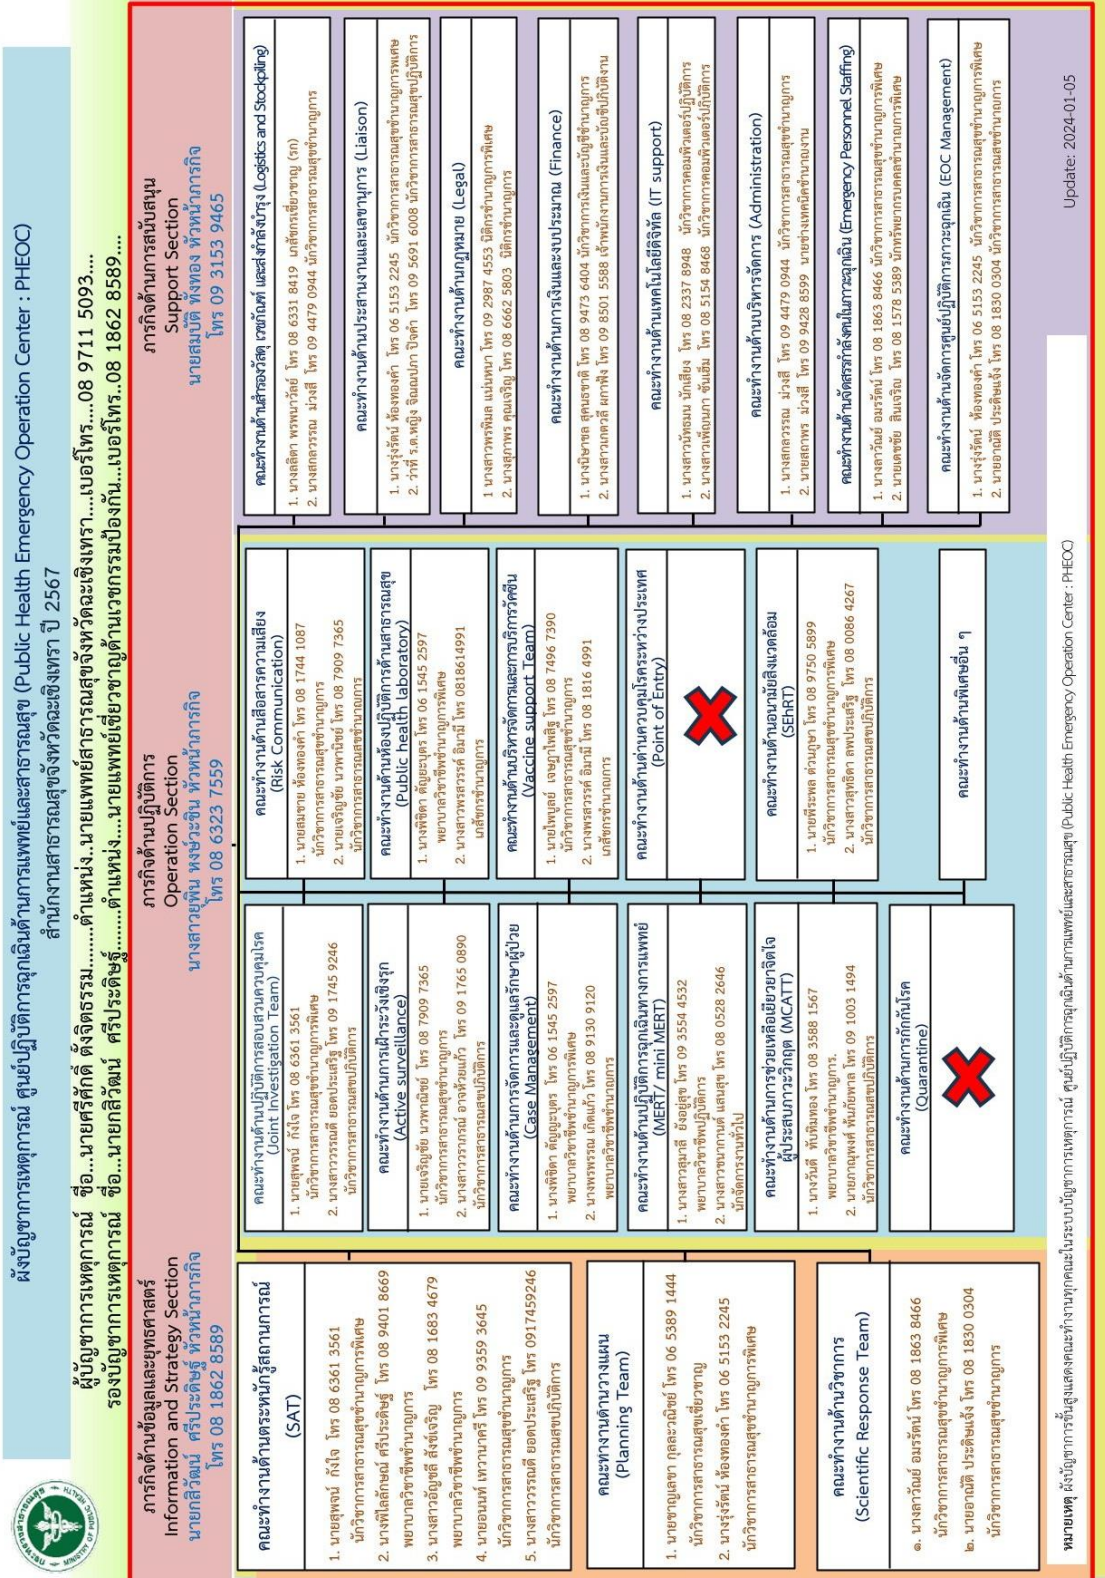 ผังบัญชาการเหตุการณ์ ศูนย์ปฏิบัติการฉุกเฉินด้านการแพทย์และสาธารณสุข (Public Health Emergency Operation Center : PHEOC)
สำนักงานสาธารณสุขจังหวัดฉะเชิงเทรา ปี 2567
ผู้บัญชาการเหตุการณ์ ชื่อ...นายศรีศักดิ์ ตั้งจิตธรรม........ตำแหน่ง..นายแพทย์สาธารณสุขจังหวัดฉะเชิงเทรา....เบอร์โทร....08 9711 5093....
รองบัญชาการเหตุการณ์ ชื่อ...นายกสิวัฒน์ ศรีประดิษฐ์.........ตำแหน่ง....นายแพทย์เชี่ยวชาญด้านเวชกรรมป้องกัน...เบอร์โทร..08 1862 8589....
ภารกิจด้านข้อมูลและยุทธศาสตร์
Information and Strategy Section
นายกสิวัฒน์ ศรีประดิษฐ์ หัวหน้าภารกิจ
โทร 08 1862 8589
คณะทำงานด้านตระหนักรู้สถานการณ์
(SAT)
1. นายสุพจน์ ถังใจ โทร 08 6361 3561
นักวิชาการสาธารณสุขชำนาญการพิเศษ
2. นางพิไลลักษณ์ ศรีประดิษฐ์ โทร 08 9401 8669
พยาบาลวิชาชีพชำนาญการ
3. นางสาวอัญชลี สังข์เจริญ โทร 08 1683 4679
พยาบาลวิชาชีพชำนาญการ
4. นายอนนท์ เทวานาตรี โทร 09 9359 3645
นักวิชาการสาธารณสุขชำนาญการ
5. นางสาววรรณดี ยอดประเสริฐ โทร 0917459246
นักวิชาการสาธารณสุขปฏิบัติการ
คณะทำงานด้านวางแผน
(Planning Team)
1. นายชาญเลขา กุลละวณิชย์ โทร 06 5389 1444
นักวิชาการสาธารณสุขเชี่ยวชาญ
2. นางรุ่งรัตน์ ห้องทองคำ โทร 06 5153 2245
นักวิชาการสาธารณสุขชำนาญการพิเศษ
คณะทำงานด้านวิชาการ
(Scientific Response Team)
๑. นางลาวัณย์ อมรรัตน์ โทร 08 1863 8466
นักวิชาการสาธารณสุขชำนาญการพิเศษ
๒. นายอาณัติ ประดิษแจ้ง โทร 08 1830 0304
นักวิชาการสาธารณสุขชำนาญการ
ภารกิจด้านปฏิบัติการ
Operation Section
นางสาวยุพิน หงษ์วะชิน หัวหน้าภารกิจ
โทร 08 6323 7559
คณะทำงานด้านปฏิบัติการสอบสวนควบคุมโรค
(Joint Investigation Team)
1. นายสุพจน์ ถังใจ โทร 08 6361 3561
นักวิชาการสาธารณสุขชำนาญการพิเศษ
2. นางสาววรรณดี ยอดประเสริฐ โทร 09 1745 9246
นักวิชาการสาธารณสุขปฏิบัติการ
คณะทำงานด้านการเฝ้าระวังเชิงรุก
(Active surveillance)
1. นายเจริญชัย นวพาณิชย์ โทร 08 7909 7365
นักวิชาการสาธารณสุขชำนาญการ
2. นางสาววราภรณ์ อาจห้วยแก้ว โทร 09 1765 0890
นักวิชาการสาธารณสุขปฏิบัติการ
คณะทำงานด้านการจัดการและดูแลรักษาผู้ป่วย
(Case Management)
1. นางพิชิตา ดัญญะบุตร โทร 06 1545 2597
พยาบาลวิชาชีพชำนาญการพิเศษ
2. นางพรพรรณ เกิดแก้ว โทร 08 9130 9120
พยาบาลวิชาชีพชำนาญการ
คณะทำงานด้านปฏิบัติการฉุกเฉินทางการแพทย์
(MERT/ mini MERT)
1. นางสาวสุมาลี ยังอยู่สุข โทร 09 3554 4532
พยาบาลวิชาชีพปฏิบัติการ
2. นางสาวชนากานต์ แสนสุข โทร 08 0528 2646
นักจัดการงานทั่วไป
คณะทำงานด้านการช่วยเหลือเยียวยาจิตใจ
ผู้ประสบภาวะวิกฤต (MCATT)
1. นางวันดี ทับทิมทอง โทร 08 3588 1567
พยาบาลวิชาชีพชำนาญการ.
2. นายภาณุพงศ์ พันภัยพาล โทร 09 1003 1494
นักวิชาการสาธารณสุขปฏิบัติการ
คณะทำงานด้านการกักกันโรค
(Quarantine)
คณะทำงานด้านสื่อสารความเสี่ยง
(Risk Communication)
1. นายสมชาย ห้องทองคำ โทร 08 1744 1087
นักวิชาการสาธารณสุขชำนาญการ
2. นายเจริญชัย นวพานิชย์ โทร 08 7909 7365
นักวิชาการสาธารณสุขชำนาญการ
คณะทำงานด้านห้องปฏิบัติการด้านสาธารณสุข
(Public health laboratory)
1. นางพิชิตา ดัญยะบุตร โทร 06 1545 2597
พยาบาลวิชาชีพชำนาญการพิเศษ
2. นางสาวพรสวรรค์ อิมามี โทร 0818614991
เภสัชกรชำนาญการ
คณะทำงานด้านบริหารจัดการและการบริการวัคซีน
(Vaccine support Team)
1. นายไพบูลย์ เจษฎาไพสิฐ โทร 08 7496 7390
นักวิชาการสาธารณสุขชำนาญการ
2. นางพรสวรรค์ อิมามี โทร 08 1816 4991
เภสัชกรชำนาญการ
คณะทำงานด้านด่านควบคุมโรคระหว่างประเทศ
(Point of Entry)
คณะทำงานด้านอนามัยสิ่งแวดล้อม
(SEhRT)
1. นายพีระพล ด่วนภูษา โทร 08 9750 5899
นักวิชาการสาธารณสุขชำนาญการพิเศษ
2. นางสาวสุทธิดา ลพประเสริฐ โทร 08 0086 4267
นักวิชาการสาธารณสุขปฏิบัติการ
คณะทำงานด้านพิเศษอื่น ๆ
ภารกิจด้านการสนับสนุน
Support Section
นายสมบัติ ทั่งทอง หัวหน้าภารกิจ
โทร 09 3153 9465
คณะทำงานด้านสำรองวัสดุ เวชภัณฑ์ และส่งกำลังบำรุง (Logistics and Stockpiling)
1. นางลลิตา พรพนาวัลย์ โทร 08 6331 8419 เภสัชกรเชี่ยวชาญ (รก)
2. นางสกลวรรณ ม่วงสี โทร 09 4479 0944 นักวิชาการสาธารณสุขชำนาญการ
คณะทำงานด้านประสานงานและเลขานุการ (Liaison)
1. นางรุ่งรัตน์ ห้องทองคำ โทร 06 5153 2245 นักวิชาการสาธารณสุขชำนาญการพิเศษ
2. ว่าที่ ร.ต.หญิง จิณณปภา ปิจดำ โทร 09 5691 6008 นักวิชาการสาธารณสุขปฏิบัติการ
คณะทำงานด้านกฎหมาย (Legal)
1 นางสาวพรพิมล แน่นหนา โทร 09 2987 4553 นิติกรชำนาญการพิเศษ
2. นางสุภาพร คุณเจริญ โทร 08 6662 5803 นิติกรชำนาญการ
คณะทำงานด้านการเงินและงบประมาณ (Finance)
1. นางนิษาชล สุคนธชาติ โทร 08 9473 6404 นักวิชาการเงินและบัญชีชำนาญการ
2. นางสาวเกตวลี ผกาฟัง โทร 09 8501 5588 เจ้าพนักงานการเงินและบัญชีปฏิบัติงาน
คณะทำงานด้านเทคโนโลยีดิจิทัล (IT support)
1. นางสาวนัทธมน นักเสียง โทร 08 2337 8948 นักวิชาการคอมพิวเตอร์ปฏิบัติการ
2. นางสาวเพ็ญนภา ขันเอ้ม โทร 08 5154 8468 นักวิชาการคอมพิวเตอร์ปฏิบัติการ
คณะทำงานด้านบริหารจัดการ (Administration)
1. นางสกลวรรณ ม่วงสี โทร 09 4479 0944 นักวิชาการสาธารณสุขชำนาญการ
2. นายสถาพร ม่วงสี โทร 09 9428 8599 นายช่างเทคนิคชำนาญงาน
คณะทำงานด้านจัดสรรกำลังคนในภาวะฉุกเฉิน (Emergency Personnel Staffing)
1. นางลาวัณย์ อมรรัตน์ โทร 08 1863 8466 นักวิชาการสาธารณสุขชำนาญการพิเศษ
2. นายเดชชัย สินเจริญ โทร 08 1578 5389 นักทรัพยากรบุคคลชำนาญการพิเศษ
คณะทำงานด้านจัดการศูนย์ปฏิบัติการภาวะฉุกเฉิน (EOC Management)
1. นางรุ่งรัตน์ ห้องทองคำ โทร 06 5153 2245 นักวิชาการสาธารณสุขชำนาญการพิเศษ
2. นายอาณัติ ประดิษแจ้ง โทร 08 1830 0304 นักวิชาการสาธารณสุขชำนาญการ
หมายเหตุ ผังบัญชาการขั้นสูงแสดงคณะทำงานทุกคณะในระบบบัญชาการเหตุการณ์ ศูนย์ปฏิบัติการฉุกเฉินด้านการแพทย์และสาธารณสุข (Public Health Emergency Operation Center : PHEOC)
Update: 2024-01-05